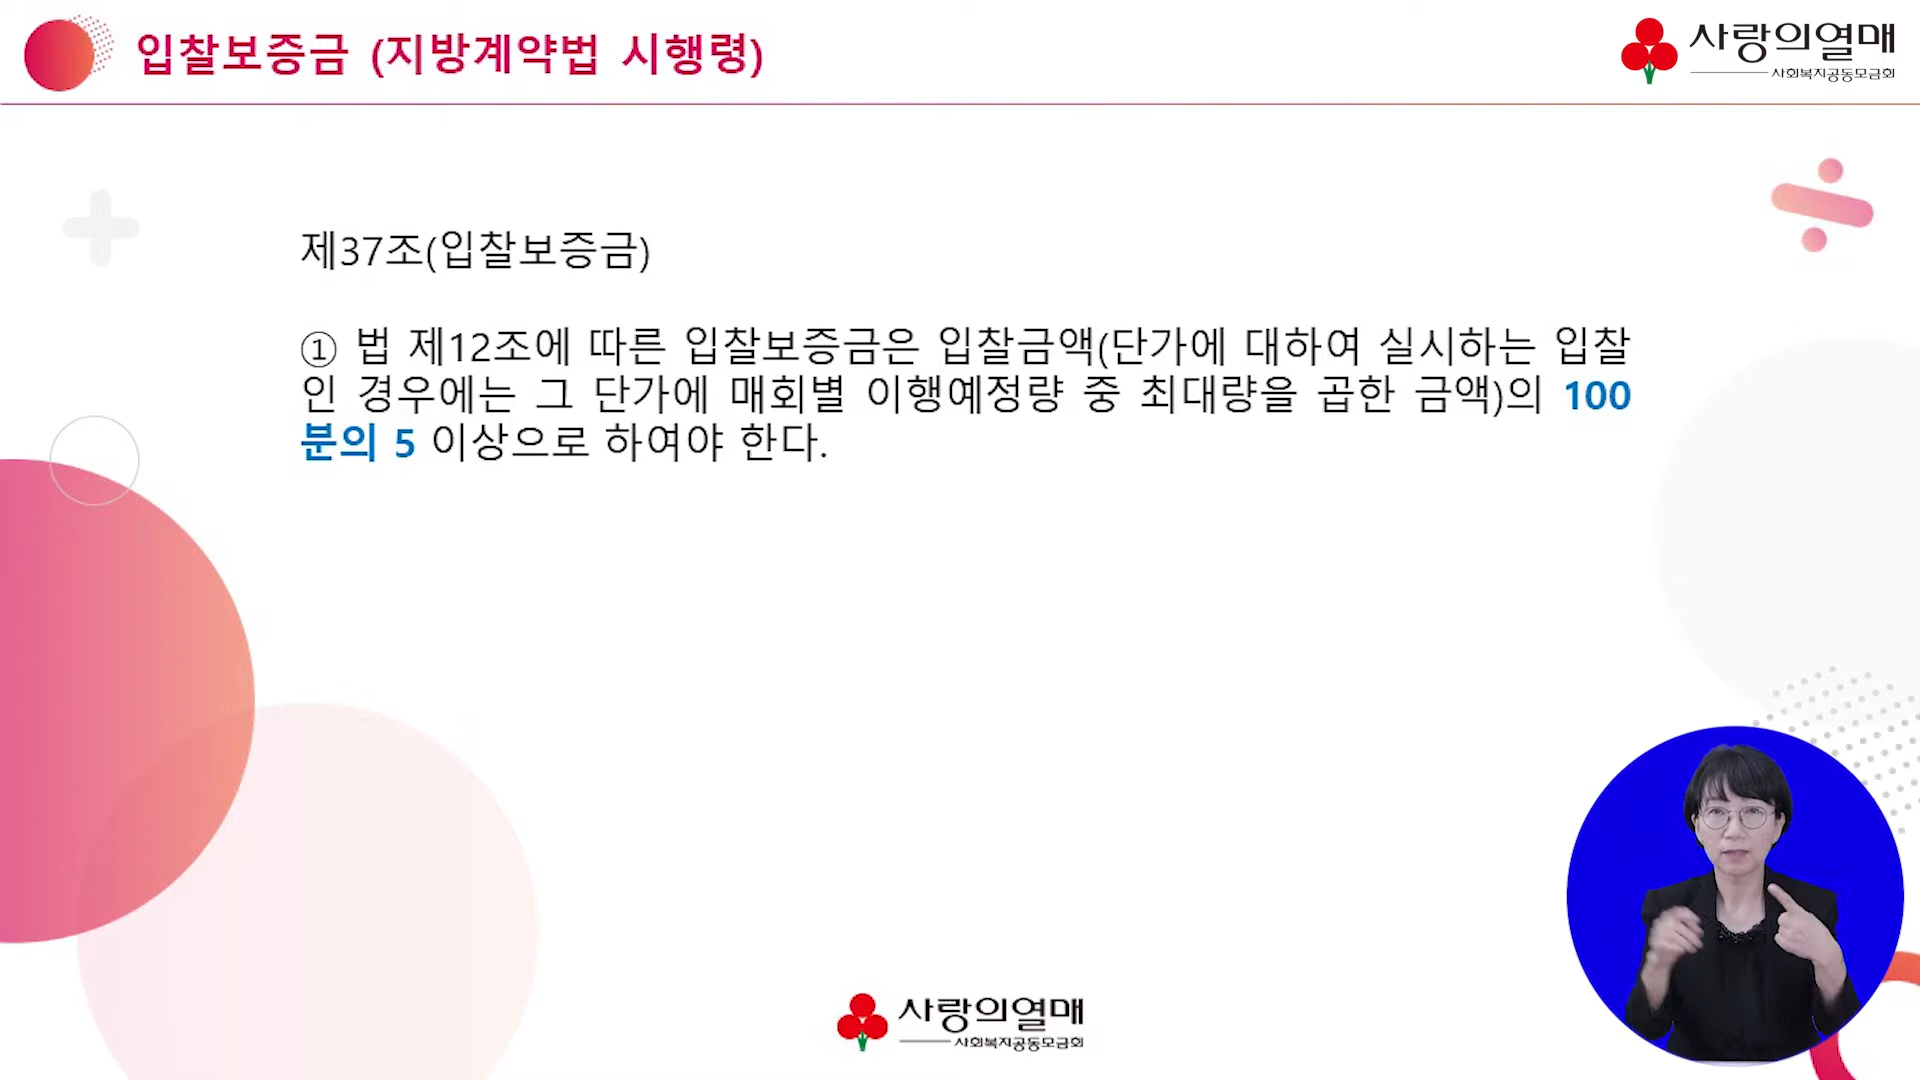 입찰보증금 (지방계약법 시행령)
사랑의열매
사회복지공동모금회
제37조(입찰보증금)
① 법 제12조에 따른 입찰보증금은 입찰금액(단가에 대하여 실시하는 입찰
인 경우에는 그 단가에 매회별 이행예정량 중 최대량을 곱한 금액)의 100
분의 5 이상으로 하여야 한다.
사랑의열매
사회복지공동모금회